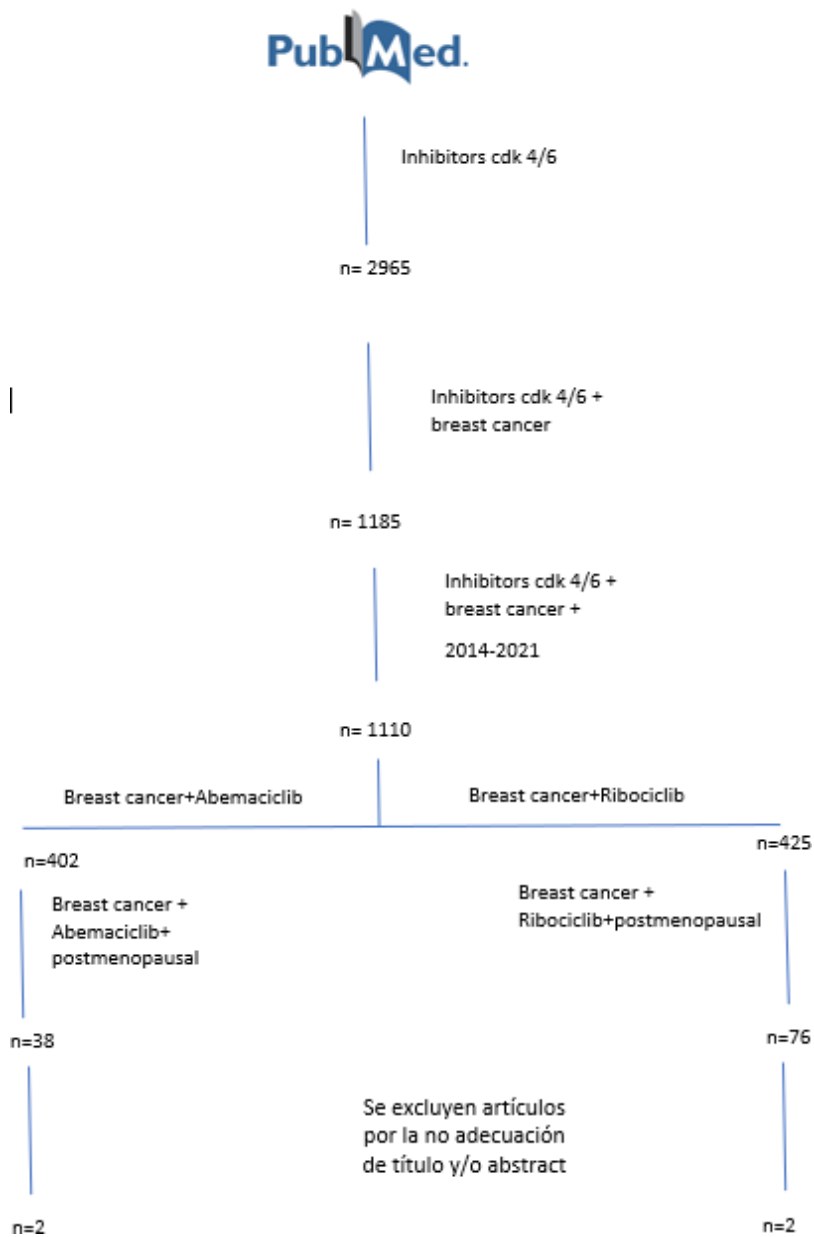 PubMed.
Inhibitors cdk 4/6
n= 2965
Inhibitors cdk 4/6 +
breast cancer
n= 1185
Inhibitors cdk 4/6 +
breast cancer +
2014-2021
n= 1110
Breast cancer+Abemaciclib
Breast cancer+Ribociclib
n=402
n=425
Breast cancer +
Abemaciclib+
postmenopausal
Breast cancer +
Ribociclib+postmenopausal
n=38
n=76
Se excluyen artículos
por la no adecuación
de título y/o abstract
n=2
n=2